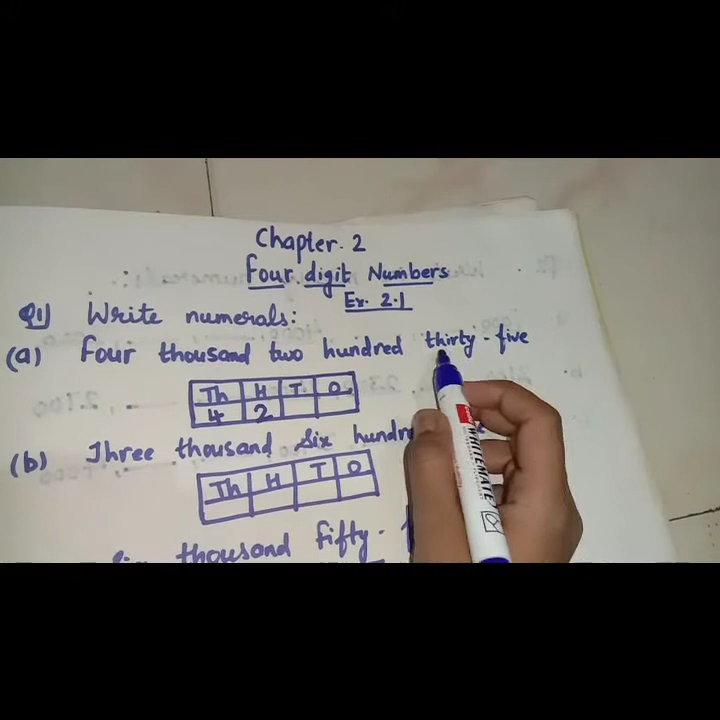 Chapter. 2
Four digit Numbers
Ex. 2.1
Q1) Write numerals:
(a) Four thousand two hundred thirty-five
Th H T O
4 2
(b) Three thousand Six
Th H T O
thousand Fifty-
WHITEMATE